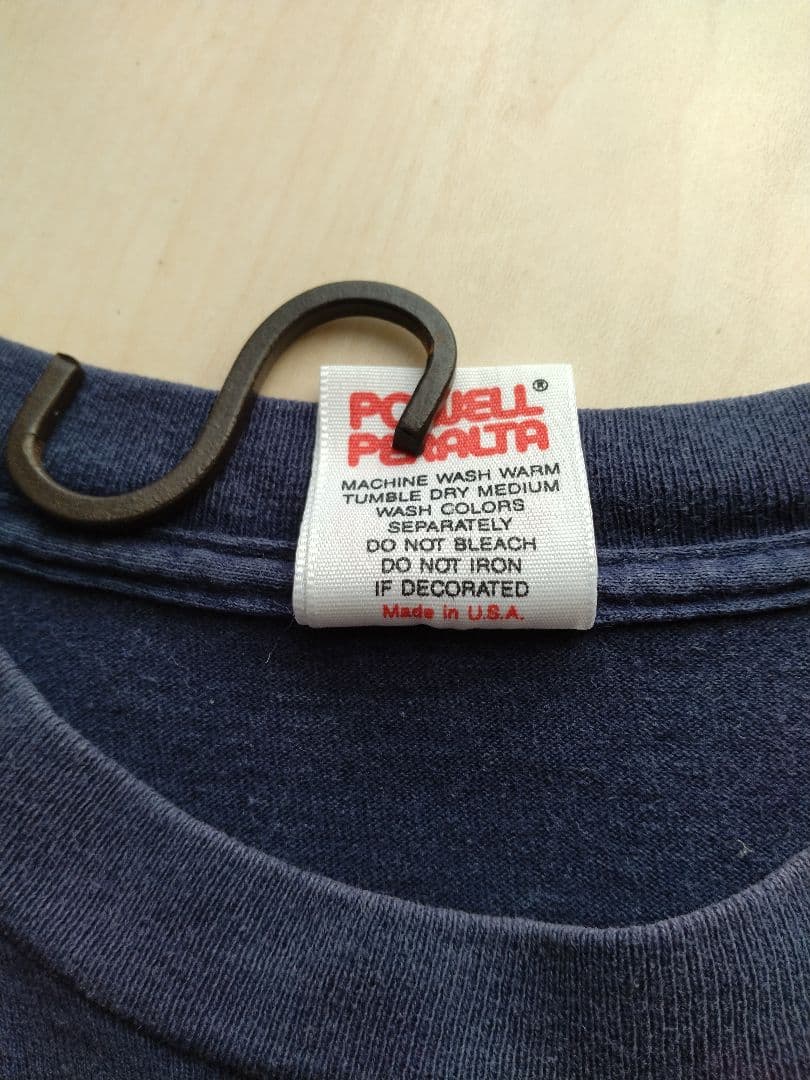 POWELL®
PERALTA
MACHINE WASH WARM
TUMBLE DRY MEDIUM
WASH COLORS
SEPARATELY
DO NOT BLEACH
DO NOT IRON
IF DECORATED
Made in U.S.A.